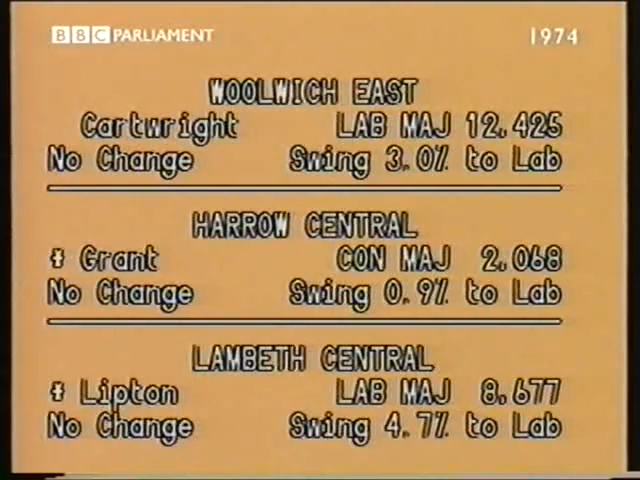 BBC PARLIAMENT 1974
WOOLWICH EAST
Cartwright LAB MAJ 12,425
No Change Swing 3.0% to Lab
HARROW CENTRAL
* Grant CON MAJ 2,068
No Change Swing 0.9% to Lab
LAMBETH CENTRAL
* Lipton LAB MAJ 8,677
No Change Swing 4.7% to Lab